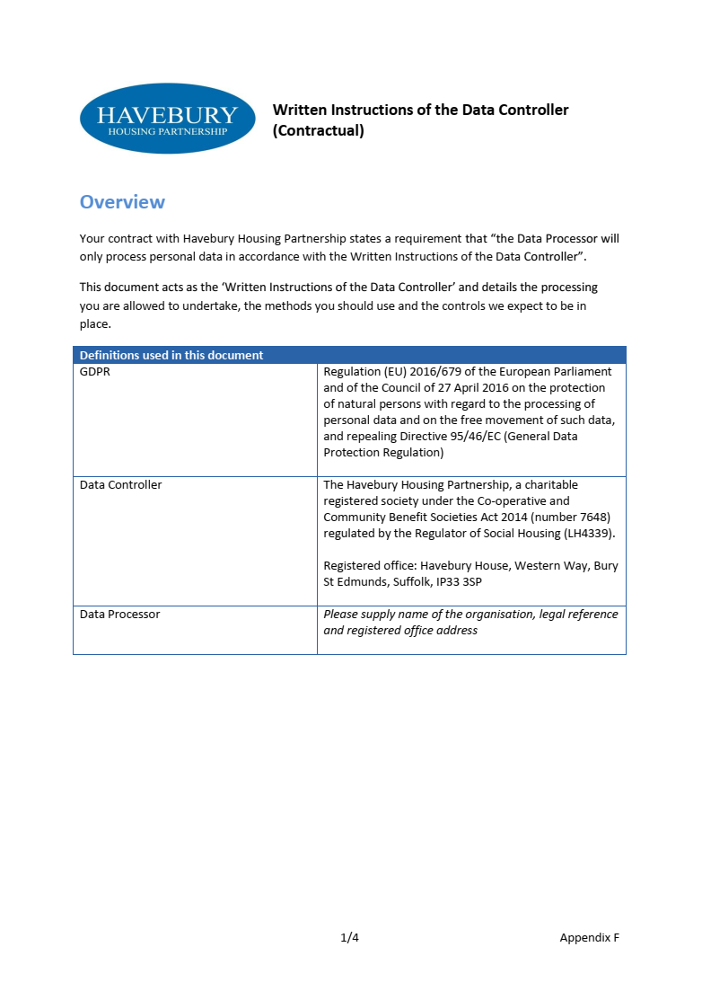 HAVEBURY
HOUSING PARTNERSHIP
Written Instructions of the Data Controller
(Contractual)
Overview
Your contract with Havebury Housing Partnership states a requirement that “the Data Processor will
only process personal data in accordance with the Written Instructions of the Data Controller”.
This document acts as the ‘Written Instructions of the Data Controller’ and details the processing
you are allowed to undertake, the methods you should use and the controls we expect to be in
place.
Definitions used in this document
GDPR
Regulation (EU) 2016/679 of the European Parliament
and of the Council of 27 April 2016 on the protection
of natural persons with regard to the processing of
personal data and on the free movement of such data,
and repealing Directive 95/46/EC (General Data
Protection Regulation)
Data Controller
The Havebury Housing Partnership, a charitable
registered society under the Co-operative and
Community Benefit Societies Act 2014 (number 7648)
regulated by the Regulator of Social Housing (LH4339).
Registered office: Havebury House, Western Way, Bury
St Edmunds, Suffolk, IP33 3SP
Data Processor
Please supply name of the organisation, legal reference
and registered office address
1/4
Appendix F